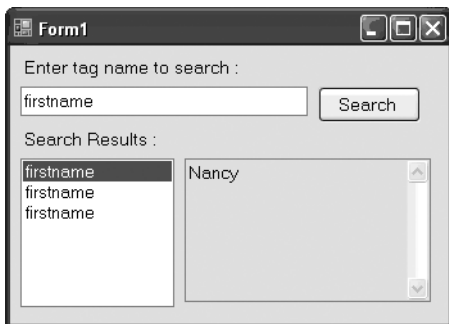 Form1
Enter tag name to search :
firstname
Search
Search Results :
firstname
firstname
firstname
Nancy